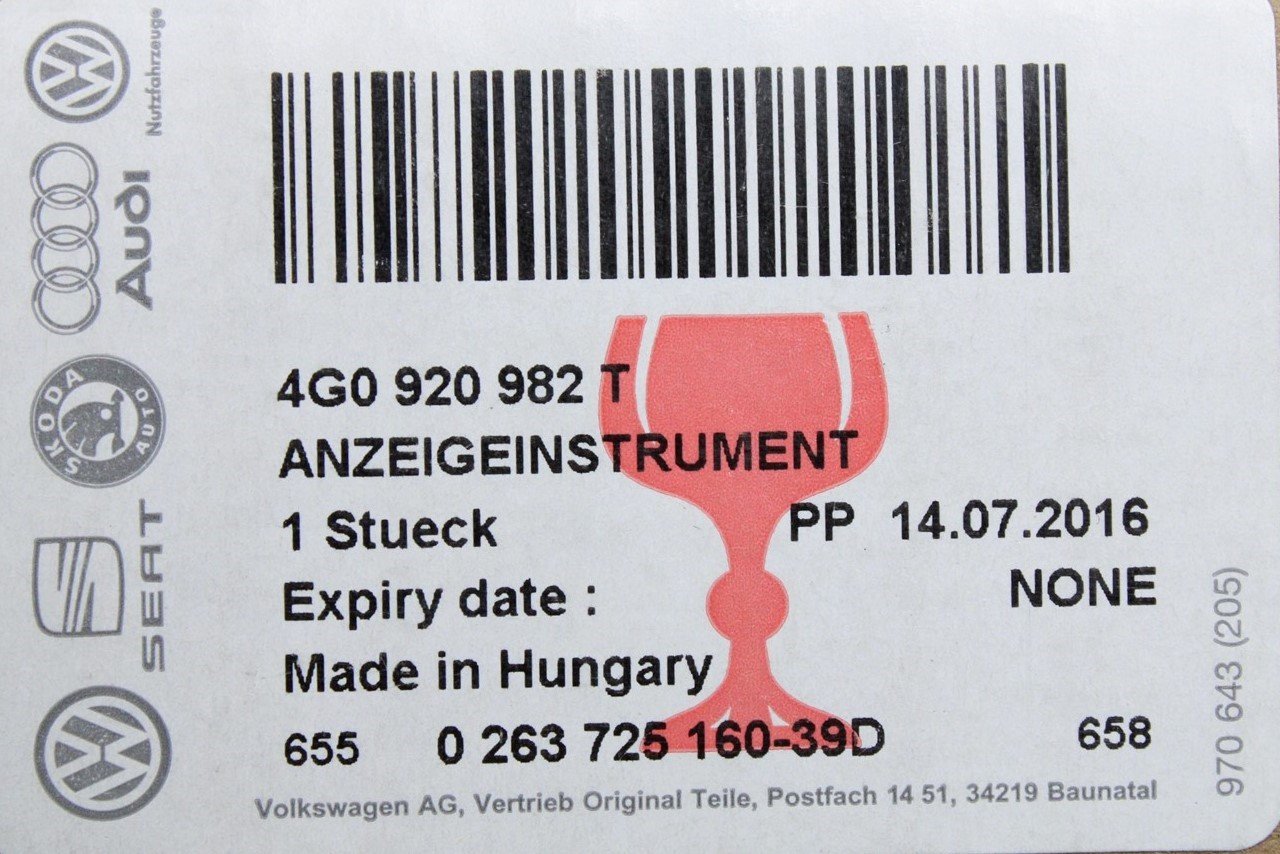 4G0 920 982 T
ANZEIGEINSTRUMENT
1 Stueck PP 14.07.2016
Expiry date : NONE
Made in Hungary
655 0 263 725 160-39D 658
Volkswagen AG, Vertrieb Original Teile, Postfach 14 51, 34219 Baunatal
970 643 (205)
Nutzfahrzeuge
Audi
SKODA
AUTO
SEAT